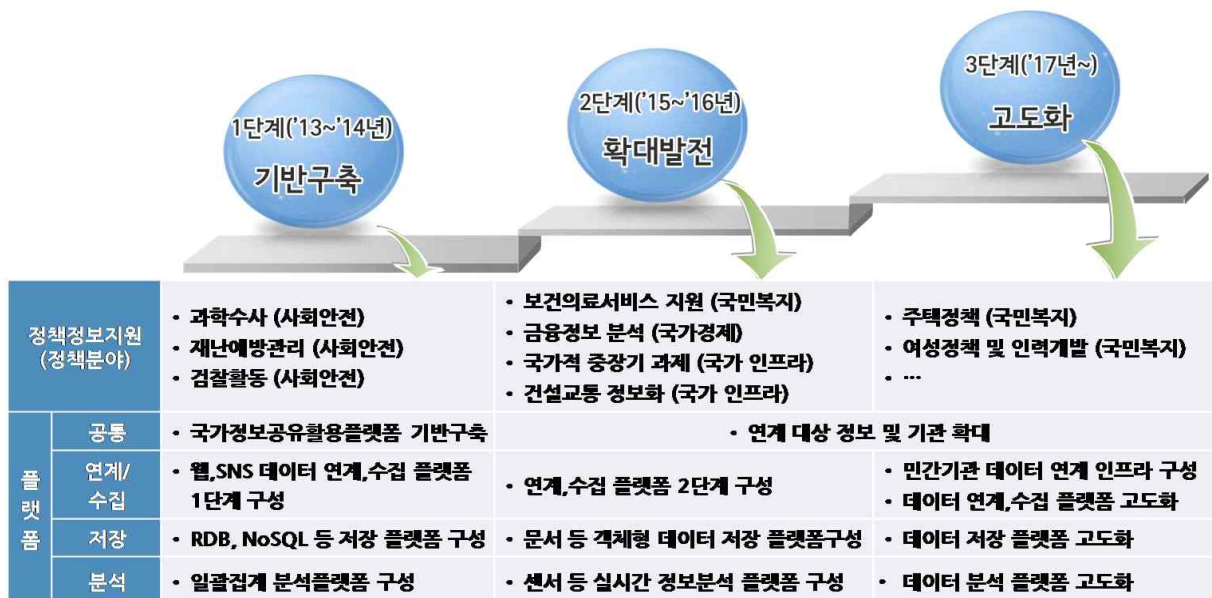 1단계('13~'14년)
기반구축
2단계('15~'16년)
확대발전
3단계('17년~)
고도화
정책정보지원
(정책분야)
• 과학수사 (사회안전)
• 재난예방관리 (사회안전)
• 검찰활동 (사회안전)
• 보건의료서비스 지원 (국민복지)
• 금융정보 분석 (국가경제)
• 국가적 중장기 과제 (국가 인프라)
• 건설교통 정보화 (국가 인프라)
• 주택정책 (국민복지)
• 여성정책 및 인력개발 (국민복지)
• …
플랫폼
공통
• 국가정보공유활용플랫폼 기반구축
• 연계 대상 정보 및 기관 확대
연계/
수집
• 웹,SNS 데이터 연계,수집 플랫폼
1단계 구성
• 연계,수집 플랫폼 2단계 구성
• 민간기관 데이터 연계 인프라 구성
• 데이터 연계,수집 플랫폼 고도화
저장
• RDB, NoSQL 등 저장 플랫폼 구성
• 문서 등 객체형 데이터 저장 플랫폼구성
• 데이터 저장 플랫폼 고도화
분석
• 일괄집계 분석플랫폼 구성
• 센서 등 실시간 정보분석 플랫폼 구성
• 데이터 분석 플랫폼 고도화